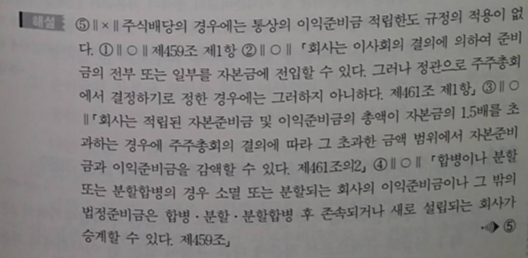 해설 ⑤∥×∥주식배당의 경우에는 통상의 이익준비금 적립한도 규정의 적용이 없
다. ①∥○∥제459조 제1항 ②∥○∥「회사는 이사회의 결의에 의하여 준비
금의 전부 또는 일부를 자본금에 전입할 수 있다. 그러나 정관으로 주주총회
에서 결정하기로 정한 경우에는 그러하지 아니하다. 제461조 제1항」 ③∥○
∥「회사는 적립된 자본준비금 및 이익준비금의 총액이 자본금의 1.5배를 초
과하는 경우에 주주총회의 결의에 따라 그 초과한 금액 범위에서 자본준비
금과 이익준비금을 감액할 수 있다. 제461조의2」 ④∥○∥「합병이나 분할
또는 분할합병의 경우 소멸 또는 분할되는 회사의 이익준비금이나 그 밖의
법정준비금은 합병·분할·분할합병 후 존속되거나 새로 설립되는 회사가
승계할 수 있다. 제459조」
⑤